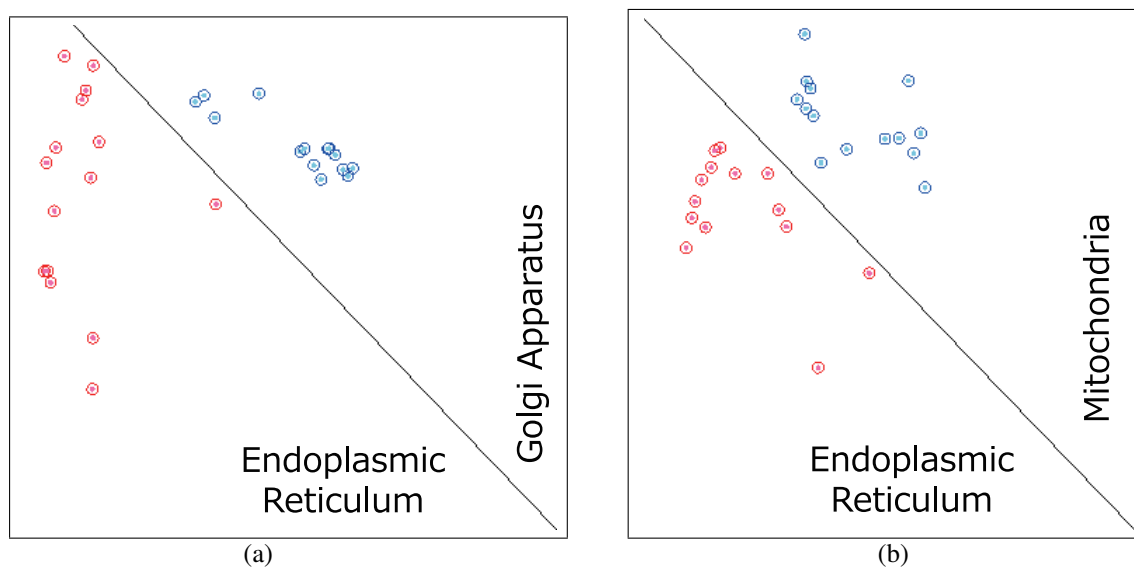 Golgi Apparatus
Endoplasmic
Reticulum
(a)
Mitochondria
Endoplasmic
Reticulum
(b)